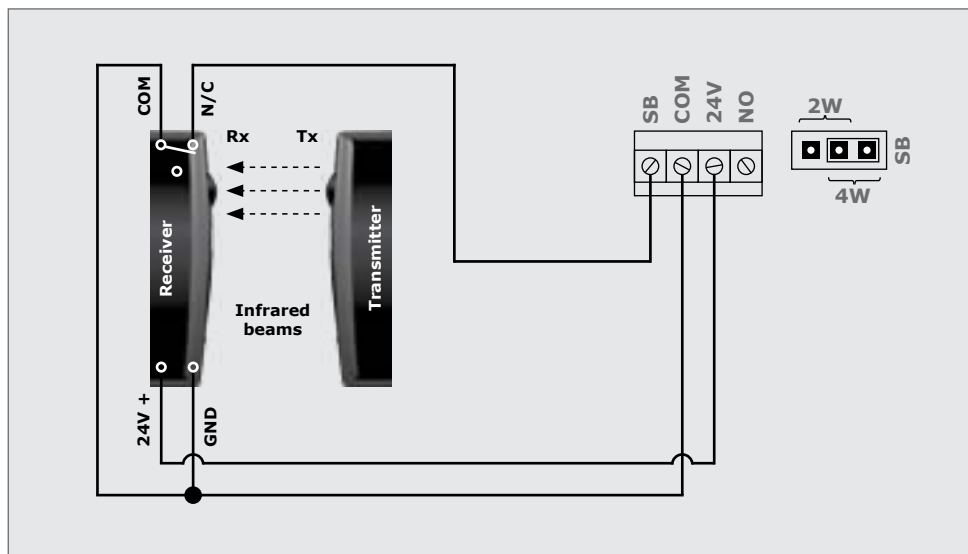 COM
N/C
Rx
Tx
Receiver
Transmitter
Infrared
beams
24V +
GND
SB
COM
24V
NO
2W
SB
4W